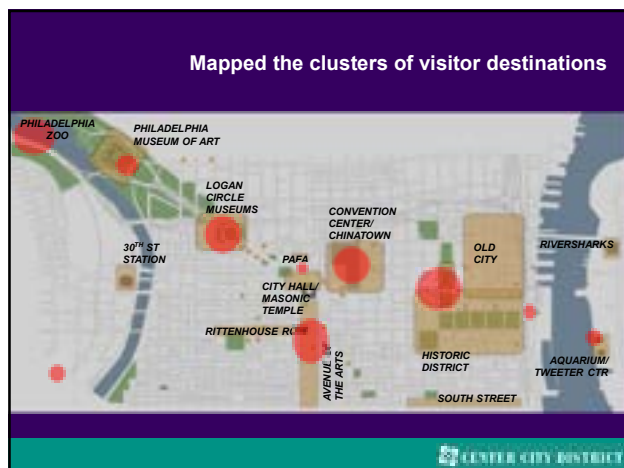 Mapped the clusters of visitor destinations
PHILADELPHIA
ZOO
PHILADELPHIA
MUSEUM OF ART
LOGAN
CIRCLE
MUSEUMS
CONVENTION
CENTER/
CHINATOWN
30TH ST
STATION
PAFA
OLD
CITY
RIVERSHARKS
CITY HALL/
MASONIC
TEMPLE
RITTENHOUSE ROW
AVENUE OF
THE ARTS
HISTORIC
DISTRICT
AQUARIUM/
TWEETER CTR
SOUTH STREET
CENTER CITY DISTRICT